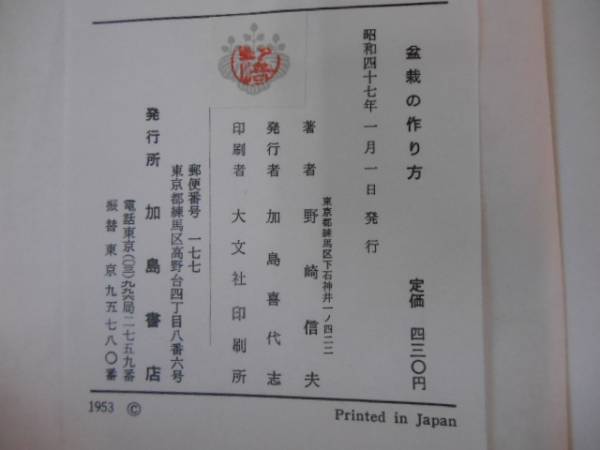 盆栽の作り方
定価 四三〇円
昭和四十七年 一月一日 発行
東京都練馬区下石神井一ノ四二二
著者 野崎信夫
発行者 加島喜代志
印刷者 大文社印刷所
郵便番号 一七七
東京都練馬区高野台四丁目八番六号
発行所 加島書店
電話東京(〇三)九九六局二七五九番
振替東京九五七八〇番
1953 ©
Printed in Japan